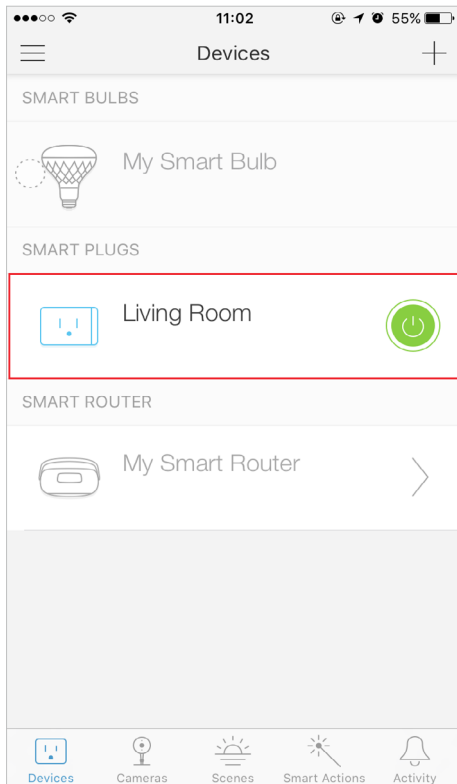 11:02 55%
Devices
SMART BULBS
My Smart Bulb
SMART PLUGS
Living Room
SMART ROUTER
My Smart Router
Devices Cameras Scenes Smart Actions Activity